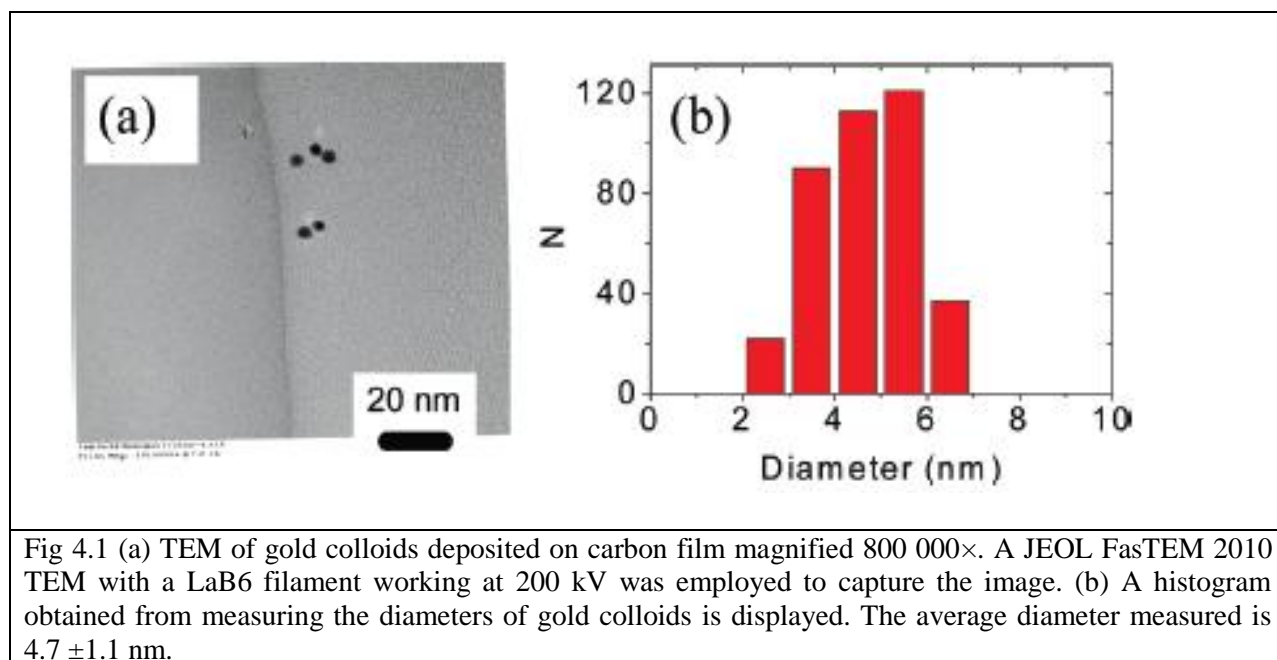 (a)
20 nm
(b)
N
120
80
40
0
0 2 4 6 8 10
Diameter (nm)
Fig 4.1 (a) TEM of gold colloids deposited on carbon film magnified 800 000×. A JEOL FasTEM 2010
TEM with a LaB6 filament working at 200 kV was employed to capture the image. (b) A histogram
obtained from measuring the diameters of gold colloids is displayed. The average diameter measured is
4.7 ±1.1 nm.